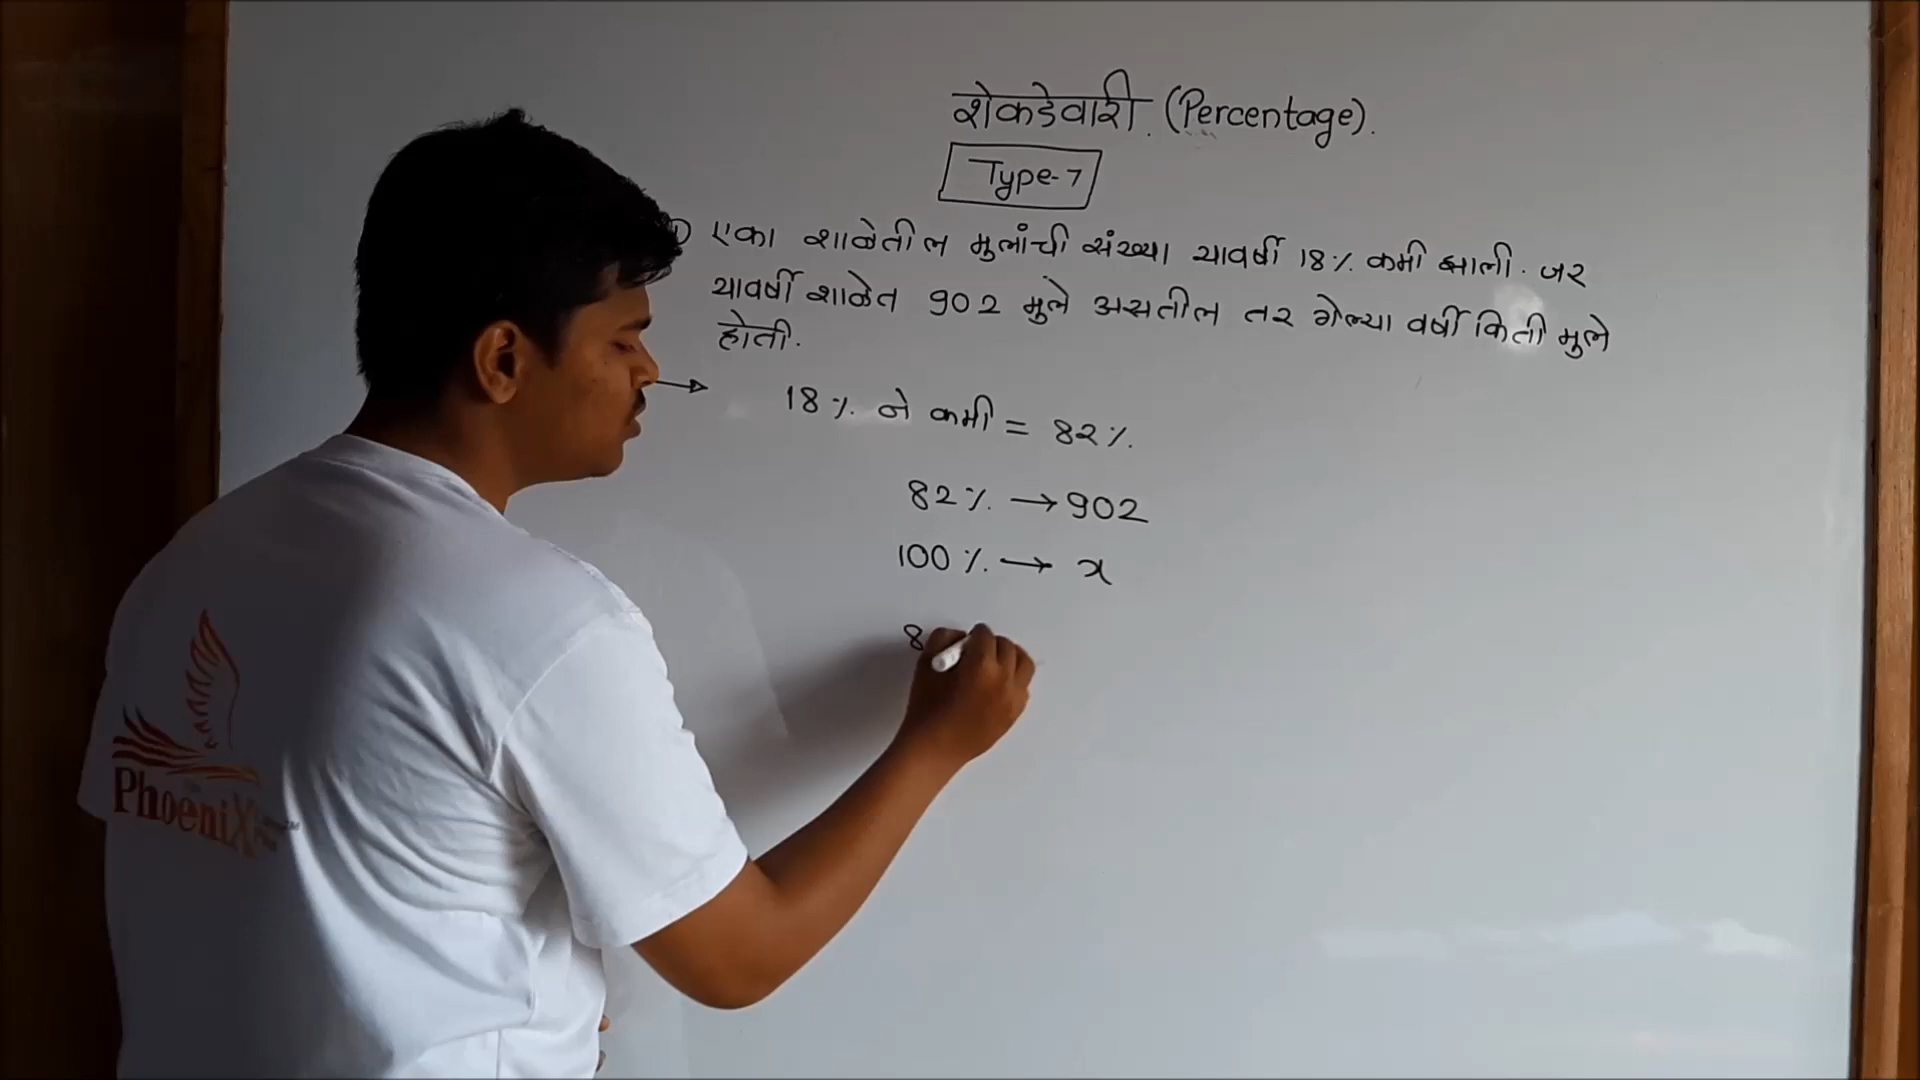 शेकडेवारी. (Percentage).
Type-7
एका शाळेतील मुलांची संख्या यावर्षी 18% कमी झाली. जर
यावर्षी शाळेत 902 मुले असतील तर गेल्या वर्षी किती मुले
होती.
→ 18% ने कमी = 82%.
82% → 902
100% → x
8
PhoeniX